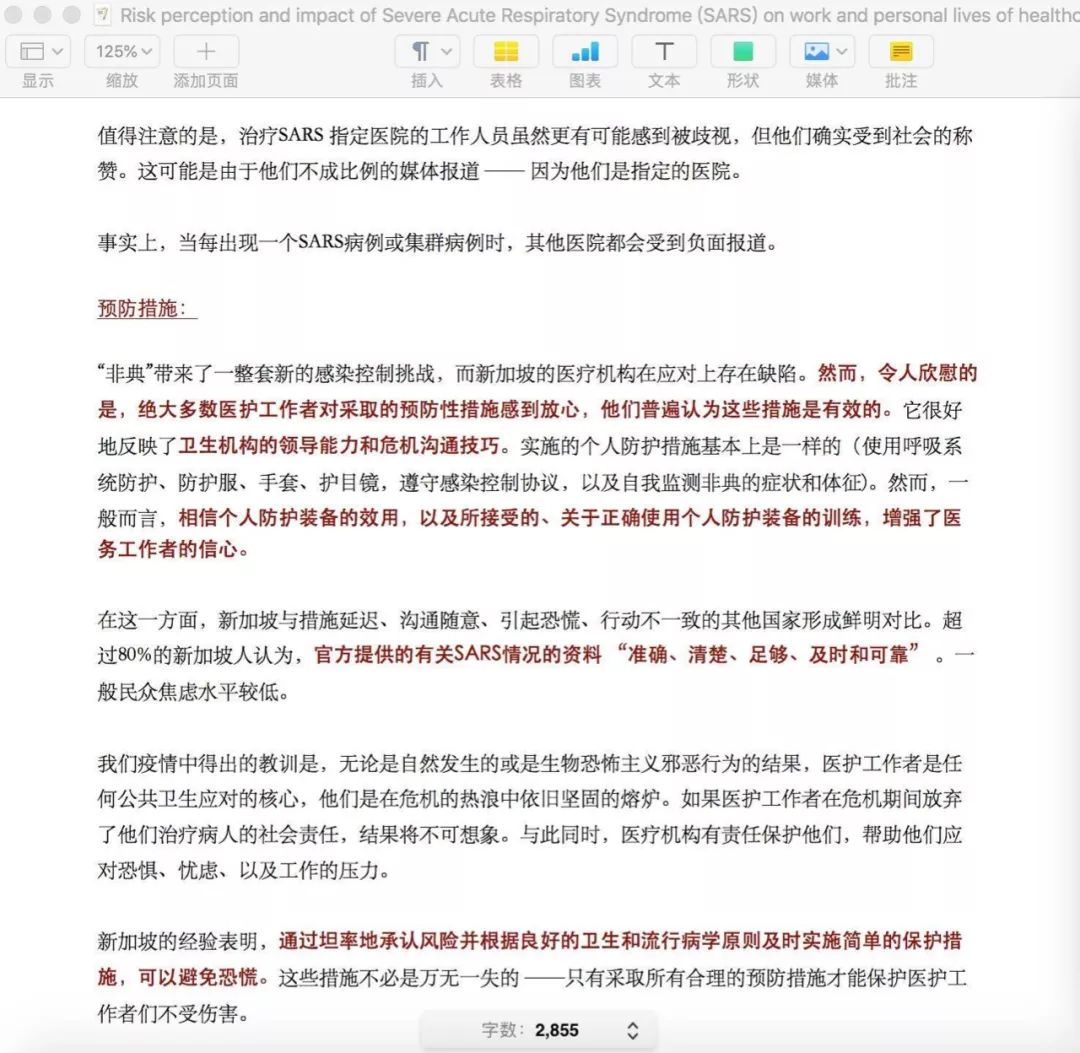 Risk perception and impact of Severe Acute Respiratory Syndrome (SARS) on work and personal lives of healthc
125%
显示
缩放
添加页面
插入
表格
图表
文本
形状
媒体
批注
值得注意的是，治疗SARS 指定医院的工作人员虽然更有可能感到被歧视，但他们确实受到社会的称
赞。这可能是由于他们不成比例的媒体报道 —— 因为他们是指定的医院。
事实上，当每出现一个SARS病例或集群病例时，其他医院都会受到负面报道。
预防措施：
“非典”带来了一整套新的感染控制挑战，而新加坡的医疗机构在应对上存在缺陷。然而，令人欣慰的
是，绝大多数医护工作者对采取的预防性措施感到放心，他们普遍认为这些措施是有效的。它很好
地反映了卫生机构的领导能力和危机沟通技巧。实施的个人防护措施基本上是一样的（使用呼吸系
统防护、防护服、手套、护目镜，遵守感染控制协议，以及自我监测非典的症状和体征）。然而，一
般而言，相信个人防护装备的效用，以及所接受的、关于正确使用个人防护装备的训练，增强了医
务工作者的信心。
在这一方面，新加坡与措施延迟、沟通随意、引起恐慌、行动不一致的其他国家形成鲜明对比。超
过80%的新加坡人认为，官方提供的有关SARS情况的资料 “准确、清楚、足够、及时和可靠” 。一
般民众焦虑水平较低。
我们疫情中得出的教训是，无论是自然发生的或是生物恐怖主义邪恶行为的结果，医护工作者是任
何公共卫生应对的核心，他们是在危机的热浪中依旧坚固的熔炉。如果医护工作者在危机期间放弃
了他们治疗病人的社会责任，结果将不可想象。与此同时，医疗机构有责任保护他们，帮助他们应
对恐惧、忧虑、以及工作的压力。
新加坡的经验表明，通过坦率地承认风险并根据良好的卫生和流行病学原则及时实施简单的保护措
施，可以避免恐慌。这些措施不必是万无一失的 ——只有采取所有合理的预防措施才能保护医护工
作者们不受伤害。
字数：2,855